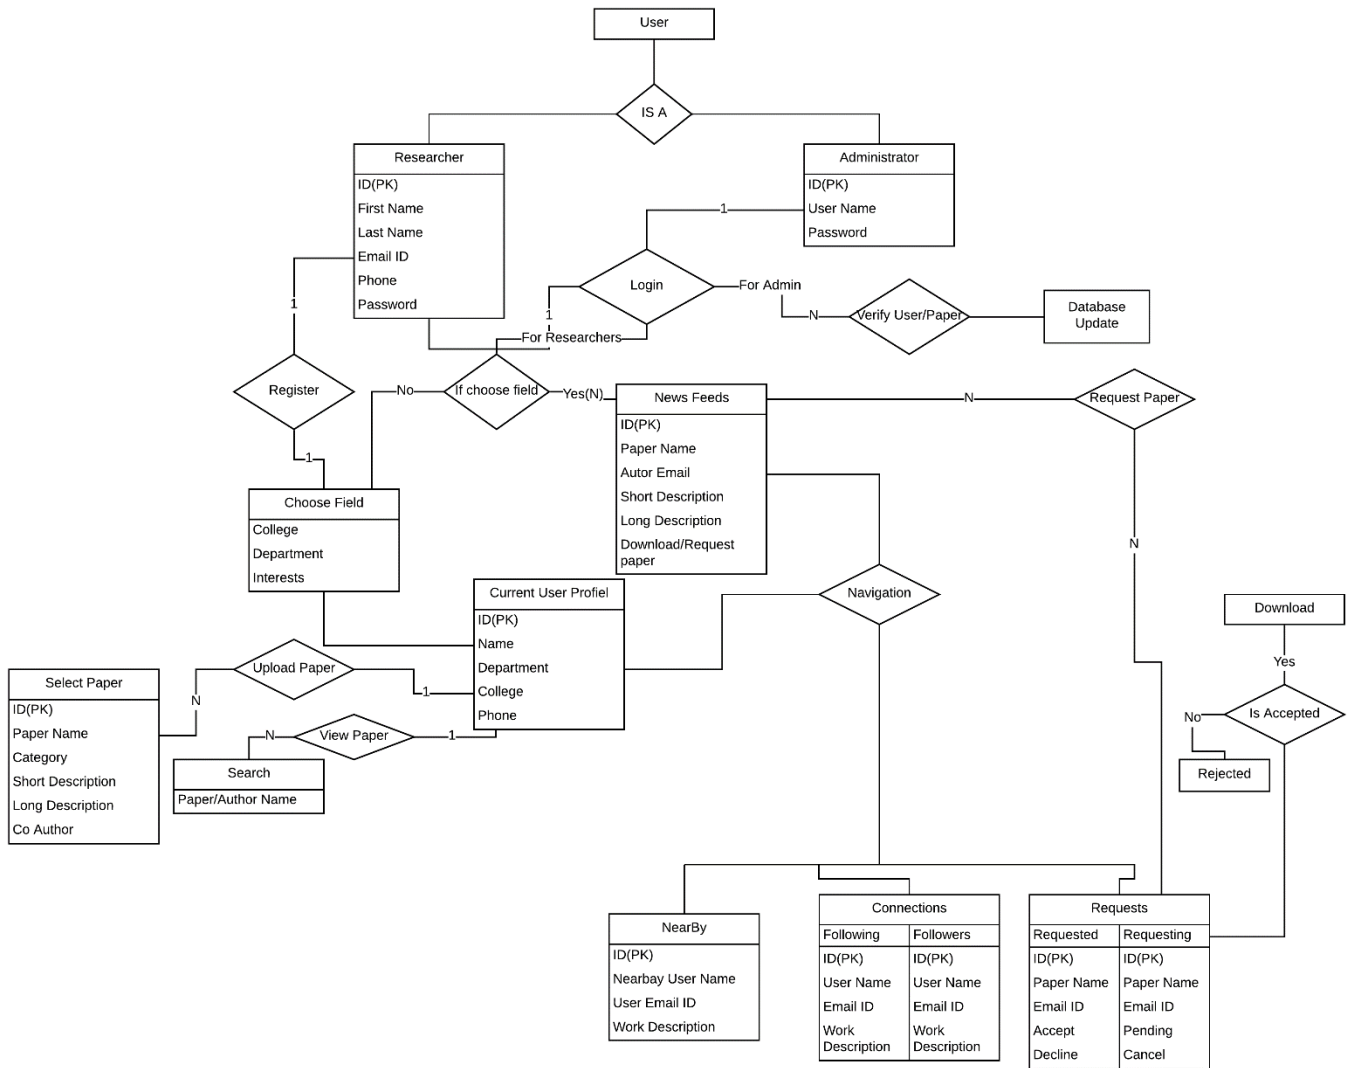 User
IS A
Researcher
ID(PK)
First Name
Last Name
Email ID
Phone
Password
Administrator
ID(PK)
User Name
Password
1
Login
For Admin
N
Verify User/Paper
Database
Update
1
1
For Researchers
Register
No
If choose field
Yes(N)
News Feeds
ID(PK)
Paper Name
Autor Email
Short Description
Long Description
Download/Request
paper
N
Request Paper
N
1
Choose Field
College
Department
Interests
Current User Profiel
ID(PK)
Name
Department
College
Phone
Navigation
Upload Paper
N
1
Select Paper
ID(PK)
Paper Name
Category
Short Description
Long Description
Co Author
N
View Paper
1
Search
Paper/Author Name
Download
Yes
Is Accepted
No
Rejected
NearBy
ID(PK)
Nearbay User Name
User Email ID
Work Description
Connections
Following
Followers
ID(PK)
User Name
Email ID
Work
Description
ID(PK)
User Name
Email ID
Work
Description
Requests
Requested
Requesting
ID(PK)
Paper Name
Email ID
Accept
Decline
ID(PK)
Paper Name
Email ID
Pending
Cancel